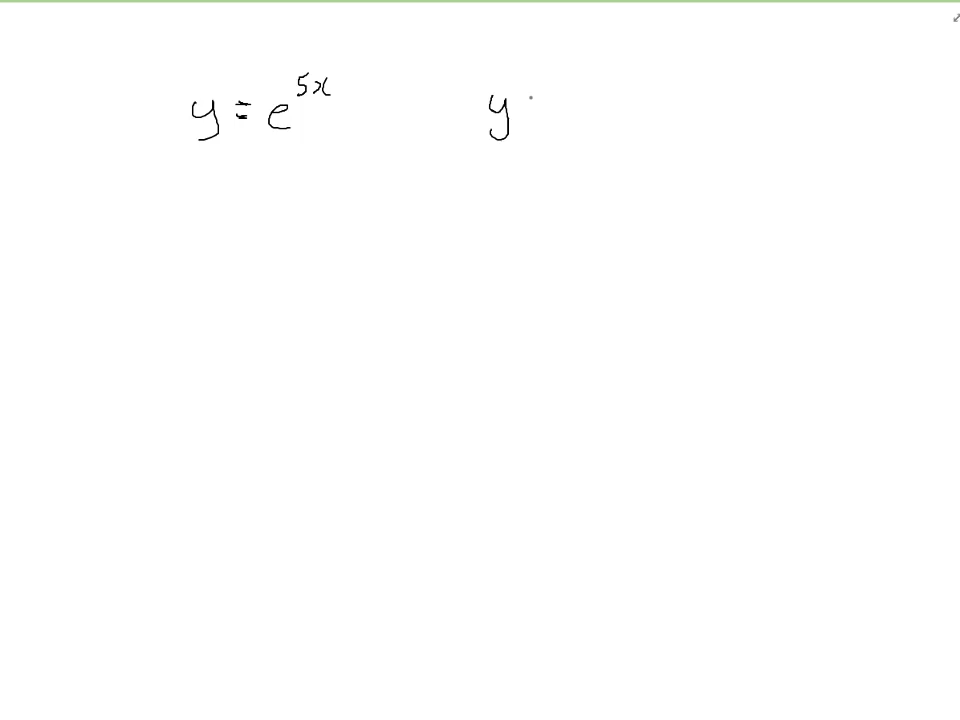 y = e^{5x} y